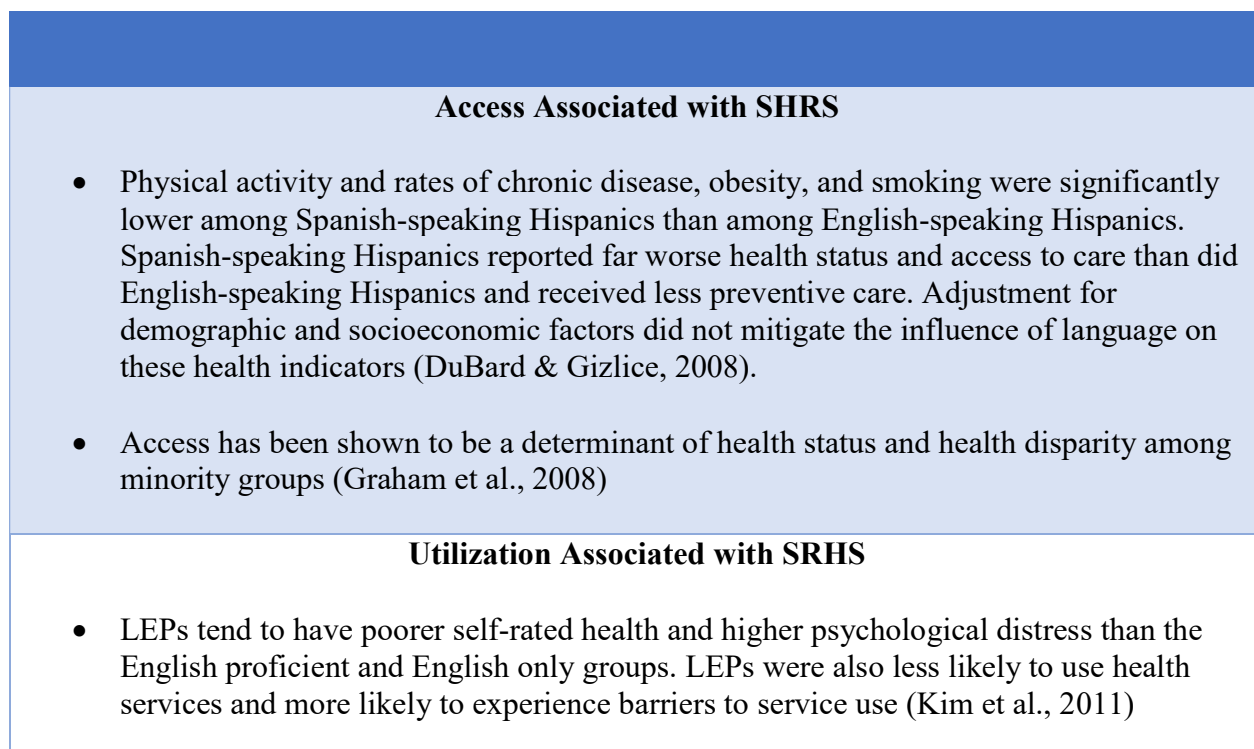 Access Associated with SHRS
• Physical activity and rates of chronic disease, obesity, and smoking were significantly
lower among Spanish-speaking Hispanics than among English-speaking Hispanics.
Spanish-speaking Hispanics reported far worse health status and access to care than did
English-speaking Hispanics and received less preventive care. Adjustment for
demographic and socioeconomic factors did not mitigate the influence of language on
these health indicators (DuBard & Gizlice, 2008).
• Access has been shown to be a determinant of health status and health disparity among
minority groups (Graham et al., 2008)
Utilization Associated with SRHS
• LEPs tend to have poorer self-rated health and higher psychological distress than the
English proficient and English only groups. LEPs were also less likely to use health
services and more likely to experience barriers to service use (Kim et al., 2011)